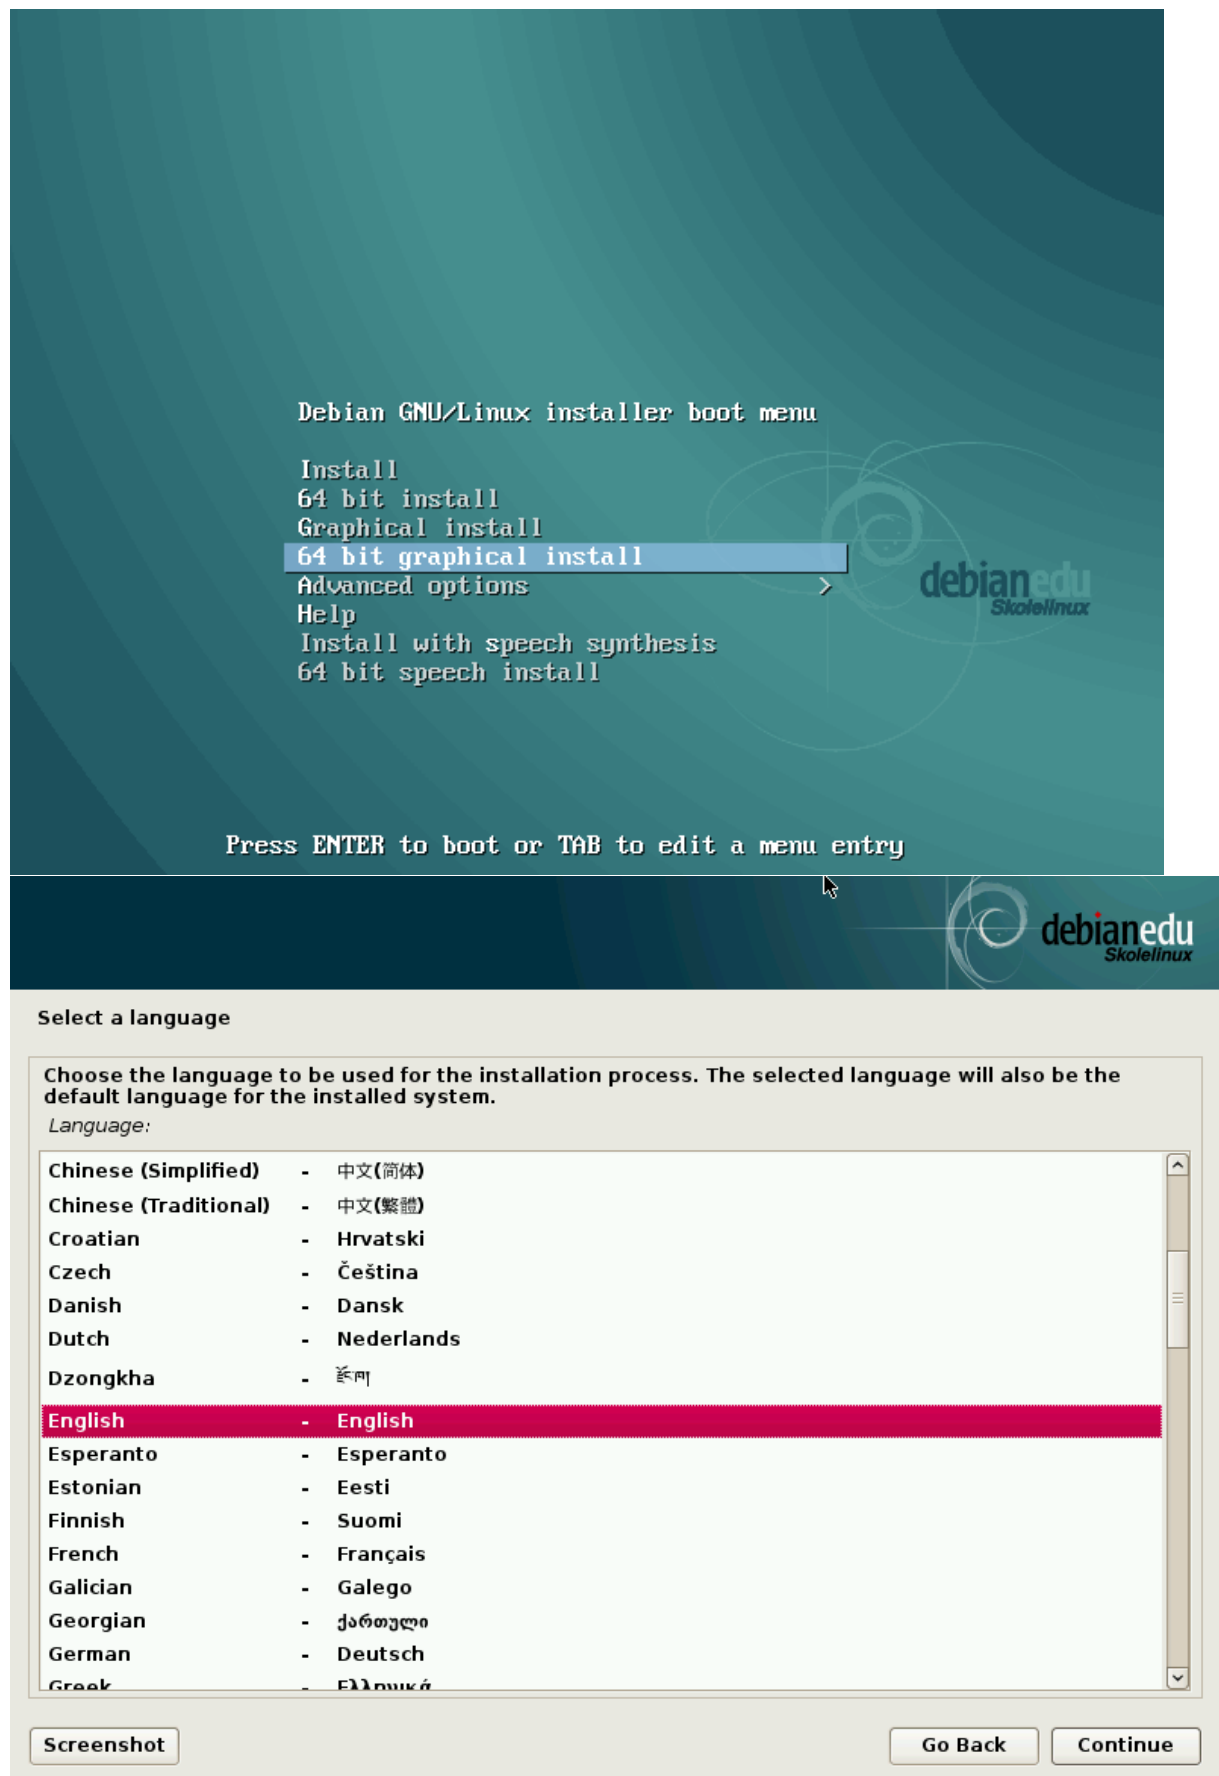 Debian GNU/Linux installer boot menu
Install
64 bit install
Graphical install
64 bit graphical install
Advanced options >
Help
Install with speech synthesis
64 bit speech install
debianedu
Skolelinux
Press ENTER to boot or TAB to edit a menu entry
debianedu
Skolelinux
Select a language
Choose the language to be used for the installation process. The selected language will also be the
default language for the installed system.
Language:
Chinese (Simplified) - 中文(简体)
Chinese (Traditional) - 中文(繁體)
Croatian - Hrvatski
Czech - Čeština
Danish - Dansk
Dutch - Nederlands
Dzongkha - རྫོང་ཁ།
English - English
Esperanto - Esperanto
Estonian - Eesti
Finnish - Suomi
French - Français
Galician - Galego
Georgian - ქართული
German - Deutsch
Greek - Ελληνικά
Screenshot Go Back Continue